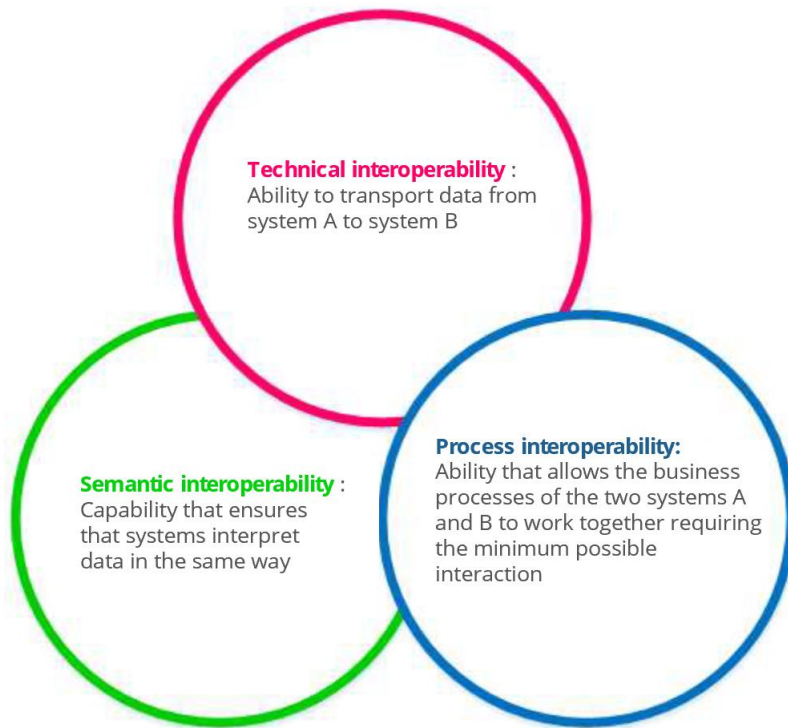 Technical interoperability :
Ability to transport data from
system A to system B
Semantic interoperability :
Capability that ensures
that systems interpret
data in the same way
Process interoperability:
Ability that allows the business
processes of the two systems A
and B to work together requiring
the minimum possible
interaction